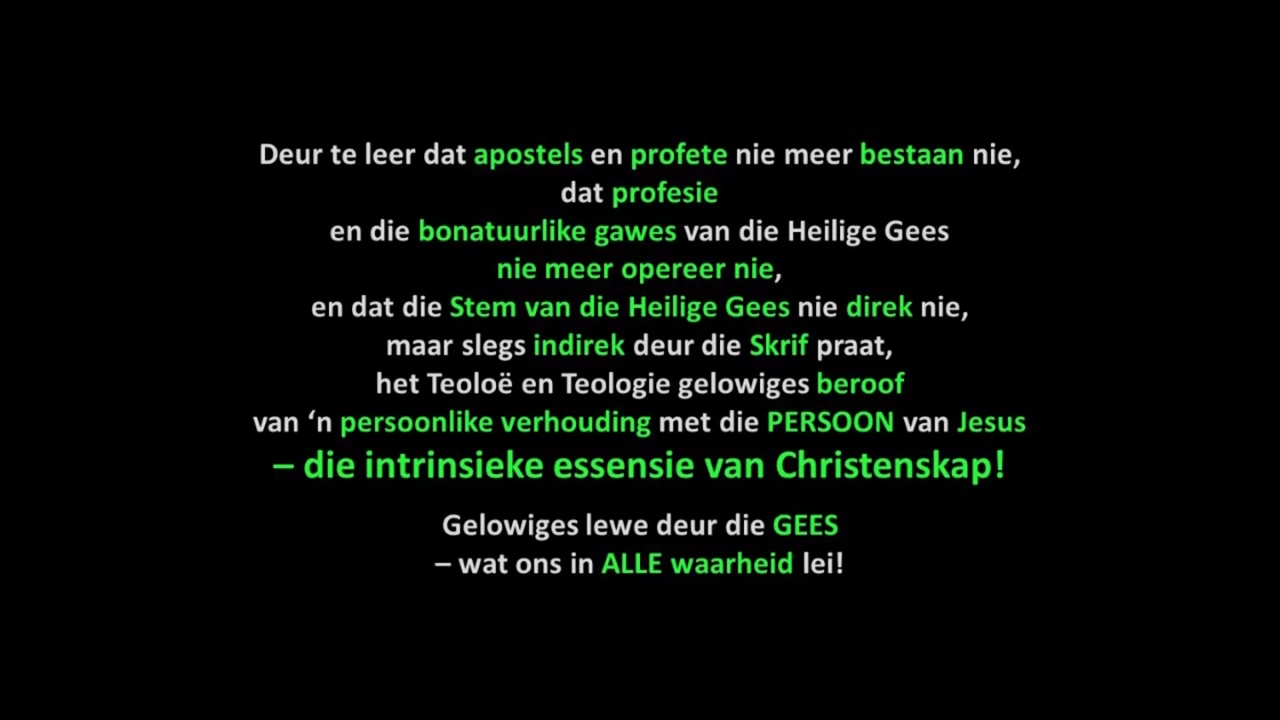 Deur te leer dat apostels en profete nie meer bestaan nie,
dat profesie
en die bonatuurlike gawes van die Heilige Gees
nie meer opereer nie,
en dat die Stem van die Heilige Gees nie direk nie,
maar slegs indirek deur die Skrif praat,
het Teoloë en Teologie gelowiges beroof
van ‘n persoonlike verhouding met die PERSOON van Jesus
– die intrinsieke essensie van Christenskap!
Gelowiges lewe deur die GEES
– wat ons in ALLE waarheid lei!